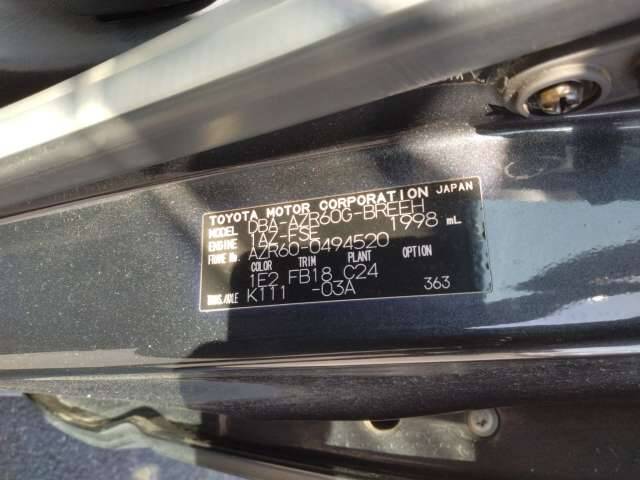 TOYOTA MOTOR CORPORATION JAPAN
MODEL DBA-AZR60G-BREEH
ENGINE 1AZ-FSE 1998 mL
FRAME No. AZR60-0494520
COLOR TRIM PLANT OPTION
1E2 FB18 C24
TRANS./AXLE K111 -03A 363